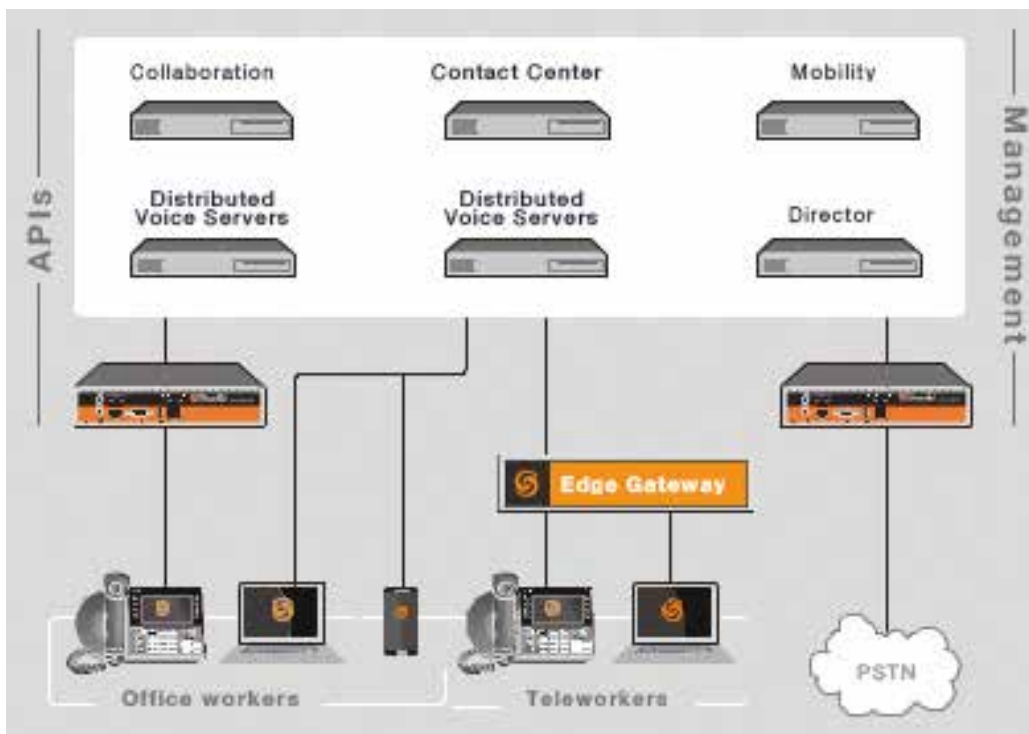 Collaboration
Contact Center
Mobility
Distributed
Voice Servers
Distributed
Voice Servers
Director
APIs
Management
Edge Gateway
Office workers
Teleworkers
PSTN